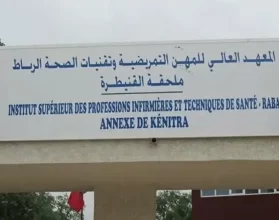 المعهد العالي للمهن التمريضية وتقنيات الصحة الرباط
ملحقة القنيطرة
INSTITUT SUPÉRIEUR DES PROFESSIONS INFIRMIÈRES ET TECHNIQUES DE SANTÉ - RABA
ANNEXE DE KÉNITRA